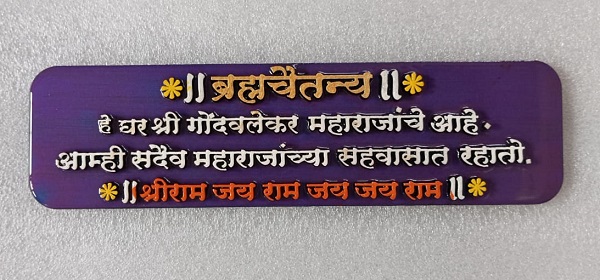 *॥ ब्रह्मचैतन्य ॥*
हे घर श्री गोंदवलेकर महाराजांचे आहे.
आम्ही सदैव महाराजांच्या सहवासात रहातो.
*॥ श्रीराम जय राम जय जय राम ॥*